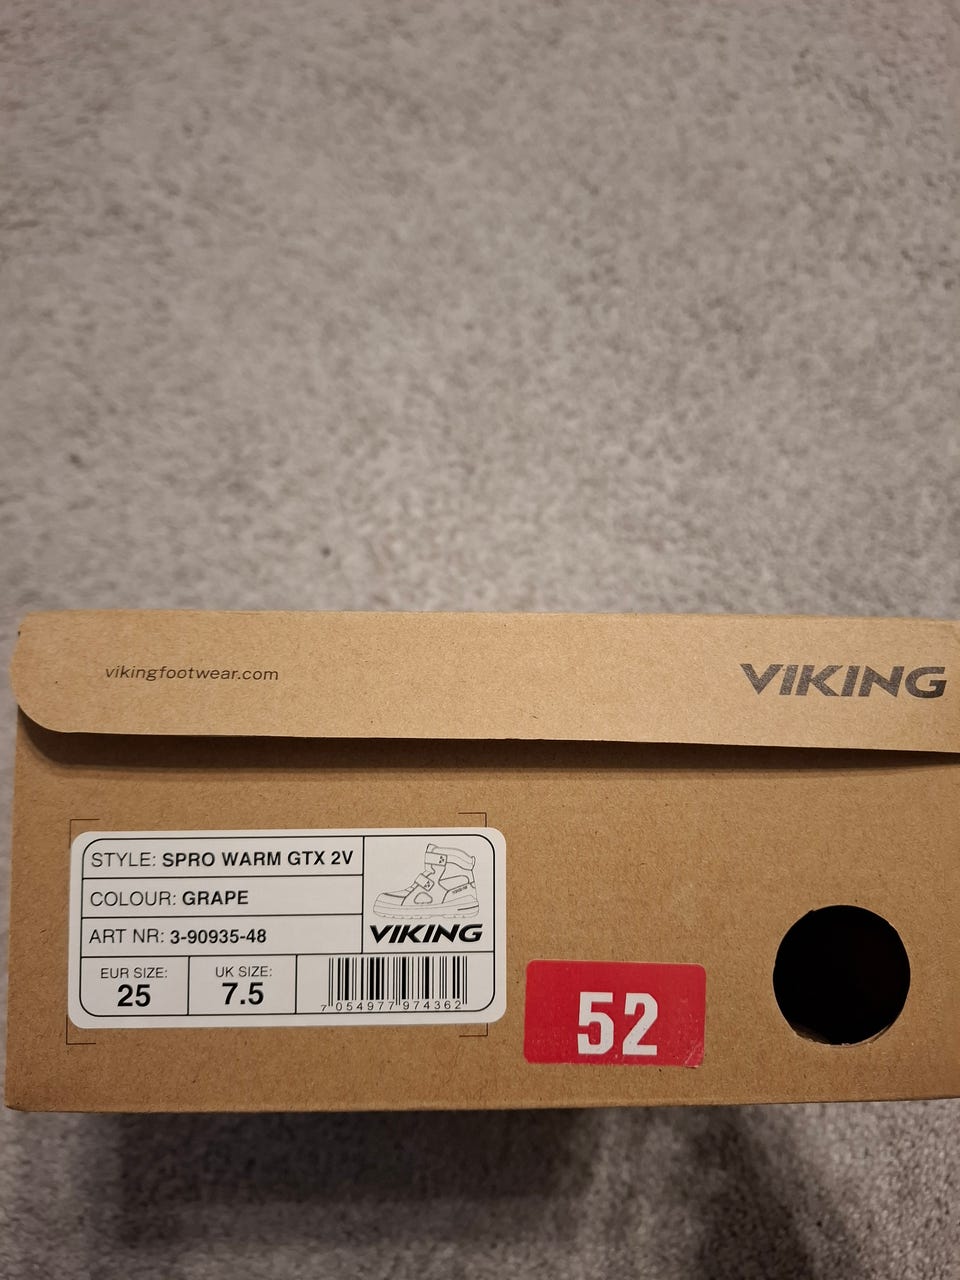 vikingfootwear.com
VIKING
STYLE: SPRO WARM GTX 2V
COLOUR: GRAPE
ART NR: 3-90935-48
VIKING
EUR SIZE:
25
UK SIZE:
7.5
7 054977 974362
52